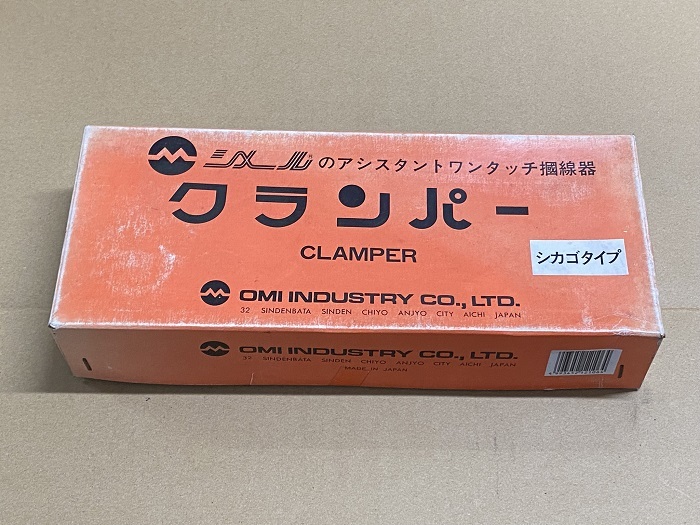 シメールのアシスタントワンタッチ摑線器
クランパー
CLAMPER
シカゴタイプ
OMI INDUSTRY CO., LTD.
32 SINDENBATA SINDEN CHIYO ANJYO CITY AICHI JAPAN
OMI INDUSTRY CO., LTD.
32 SINDENBATA SINDEN CHIYO ANJYO CITY AICHI JAPAN
MADE IN JAPAN